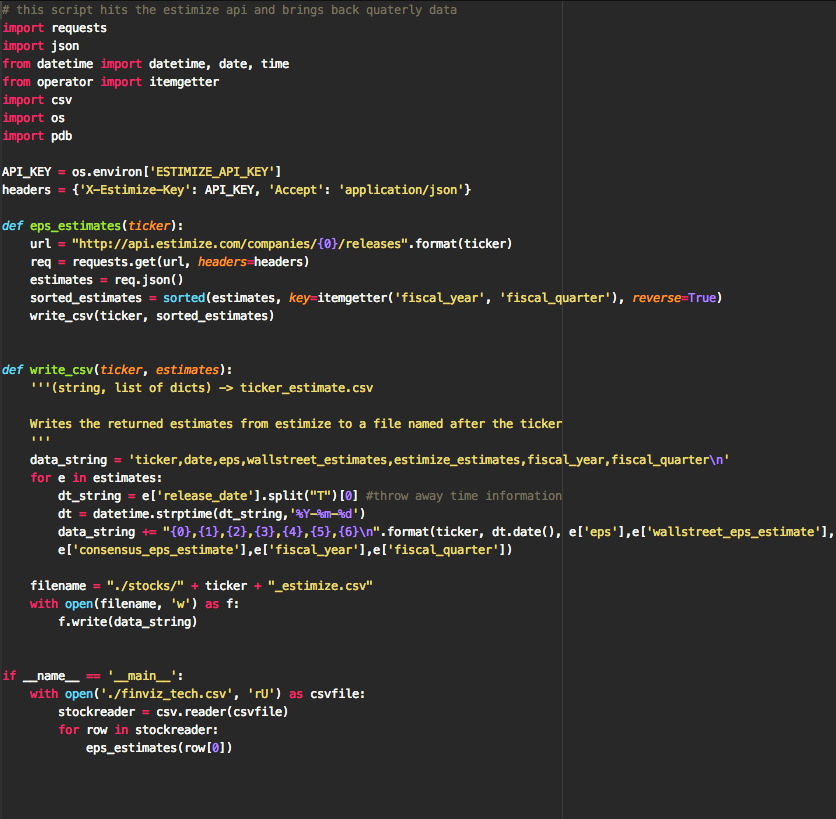 # this script hits the estimize api and brings back quaterly data
import requests
import json
from datetime import datetime, date, time
from operator import itemgetter
import csv
import os
import pdb

API_KEY = os.environ['ESTIMIZE_API_KEY']
headers = {'X-Estimize-Key': API_KEY, 'Accept': 'application/json'}

def eps_estimates(ticker):
    url = "http://api.estimize.com/companies/{0}/releases".format(ticker)
    req = requests.get(url, headers=headers)
    estimates = req.json()
    sorted_estimates = sorted(estimates, key=itemgetter('fiscal_year', 'fiscal_quarter'), reverse=True)
    write_csv(ticker, sorted_estimates)


def write_csv(ticker, estimates):
    '''(string, list of dicts) -> ticker_estimate.csv

    Writes the returned estimates from estimize to a file named after the ticker
    '''
    data_string = 'ticker,date,eps,wallstreet_estimates,estimize_estimates,fiscal_year,fiscal_quarter\n'
    for e in estimates:
        dt_string = e['release_date'].split("T")[0] #throw away time information
        dt = datetime.strptime(dt_string,'%Y-%m-%d')
        data_string += "{0},{1},{2},{3},{4},{5},{6}\n".format(ticker, dt.date(), e['eps'],e['wallstreet_eps_estimate'],
        e['consensus_eps_estimate'],e['fiscal_year'],e['fiscal_quarter'])

    filename = "./stocks/" + ticker + "_estimize.csv"
    with open(filename, 'w') as f:
        f.write(data_string)


if __name__ == '__main__':
    with open('./finviz_tech.csv', 'rU') as csvfile:
        stockreader = csv.reader(csvfile)
        for row in stockreader:
            eps_estimates(row[0])